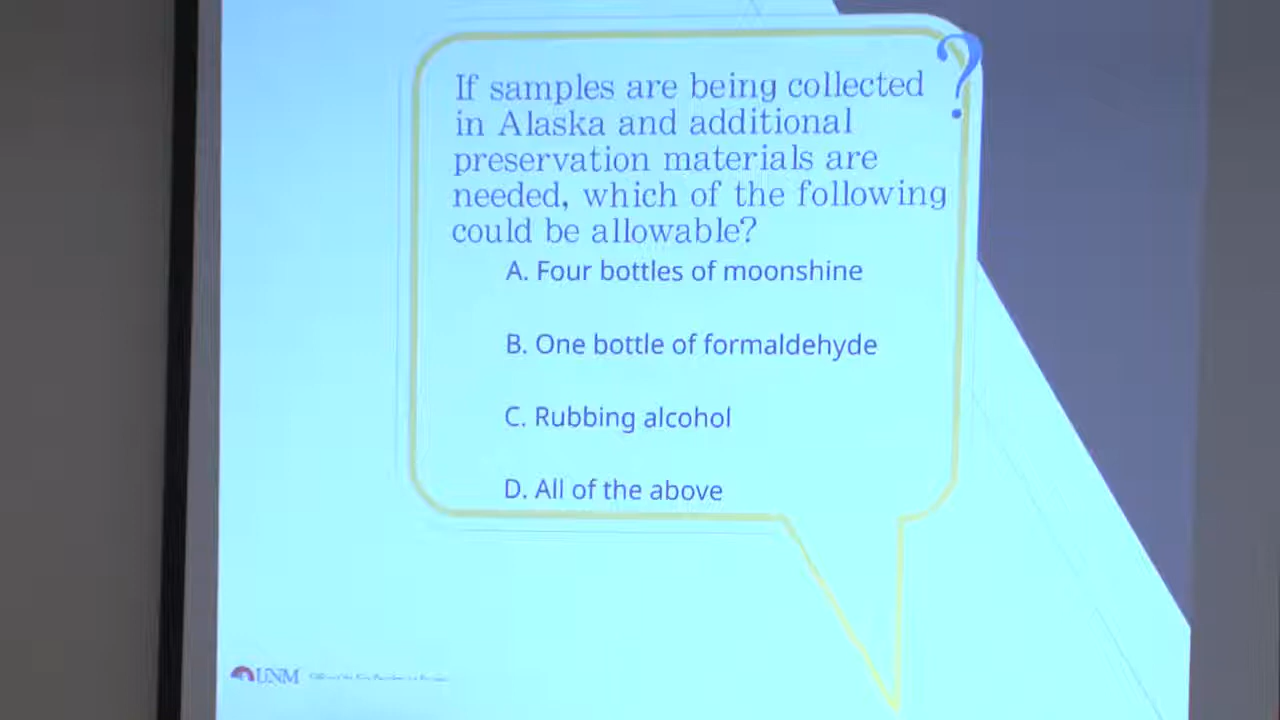 ?
If samples are being collected
in Alaska and additional
preservation materials are
needed, which of the following
could be allowable?
A. Four bottles of moonshine
B. One bottle of formaldehyde
C. Rubbing alcohol
D. All of the above
UNM